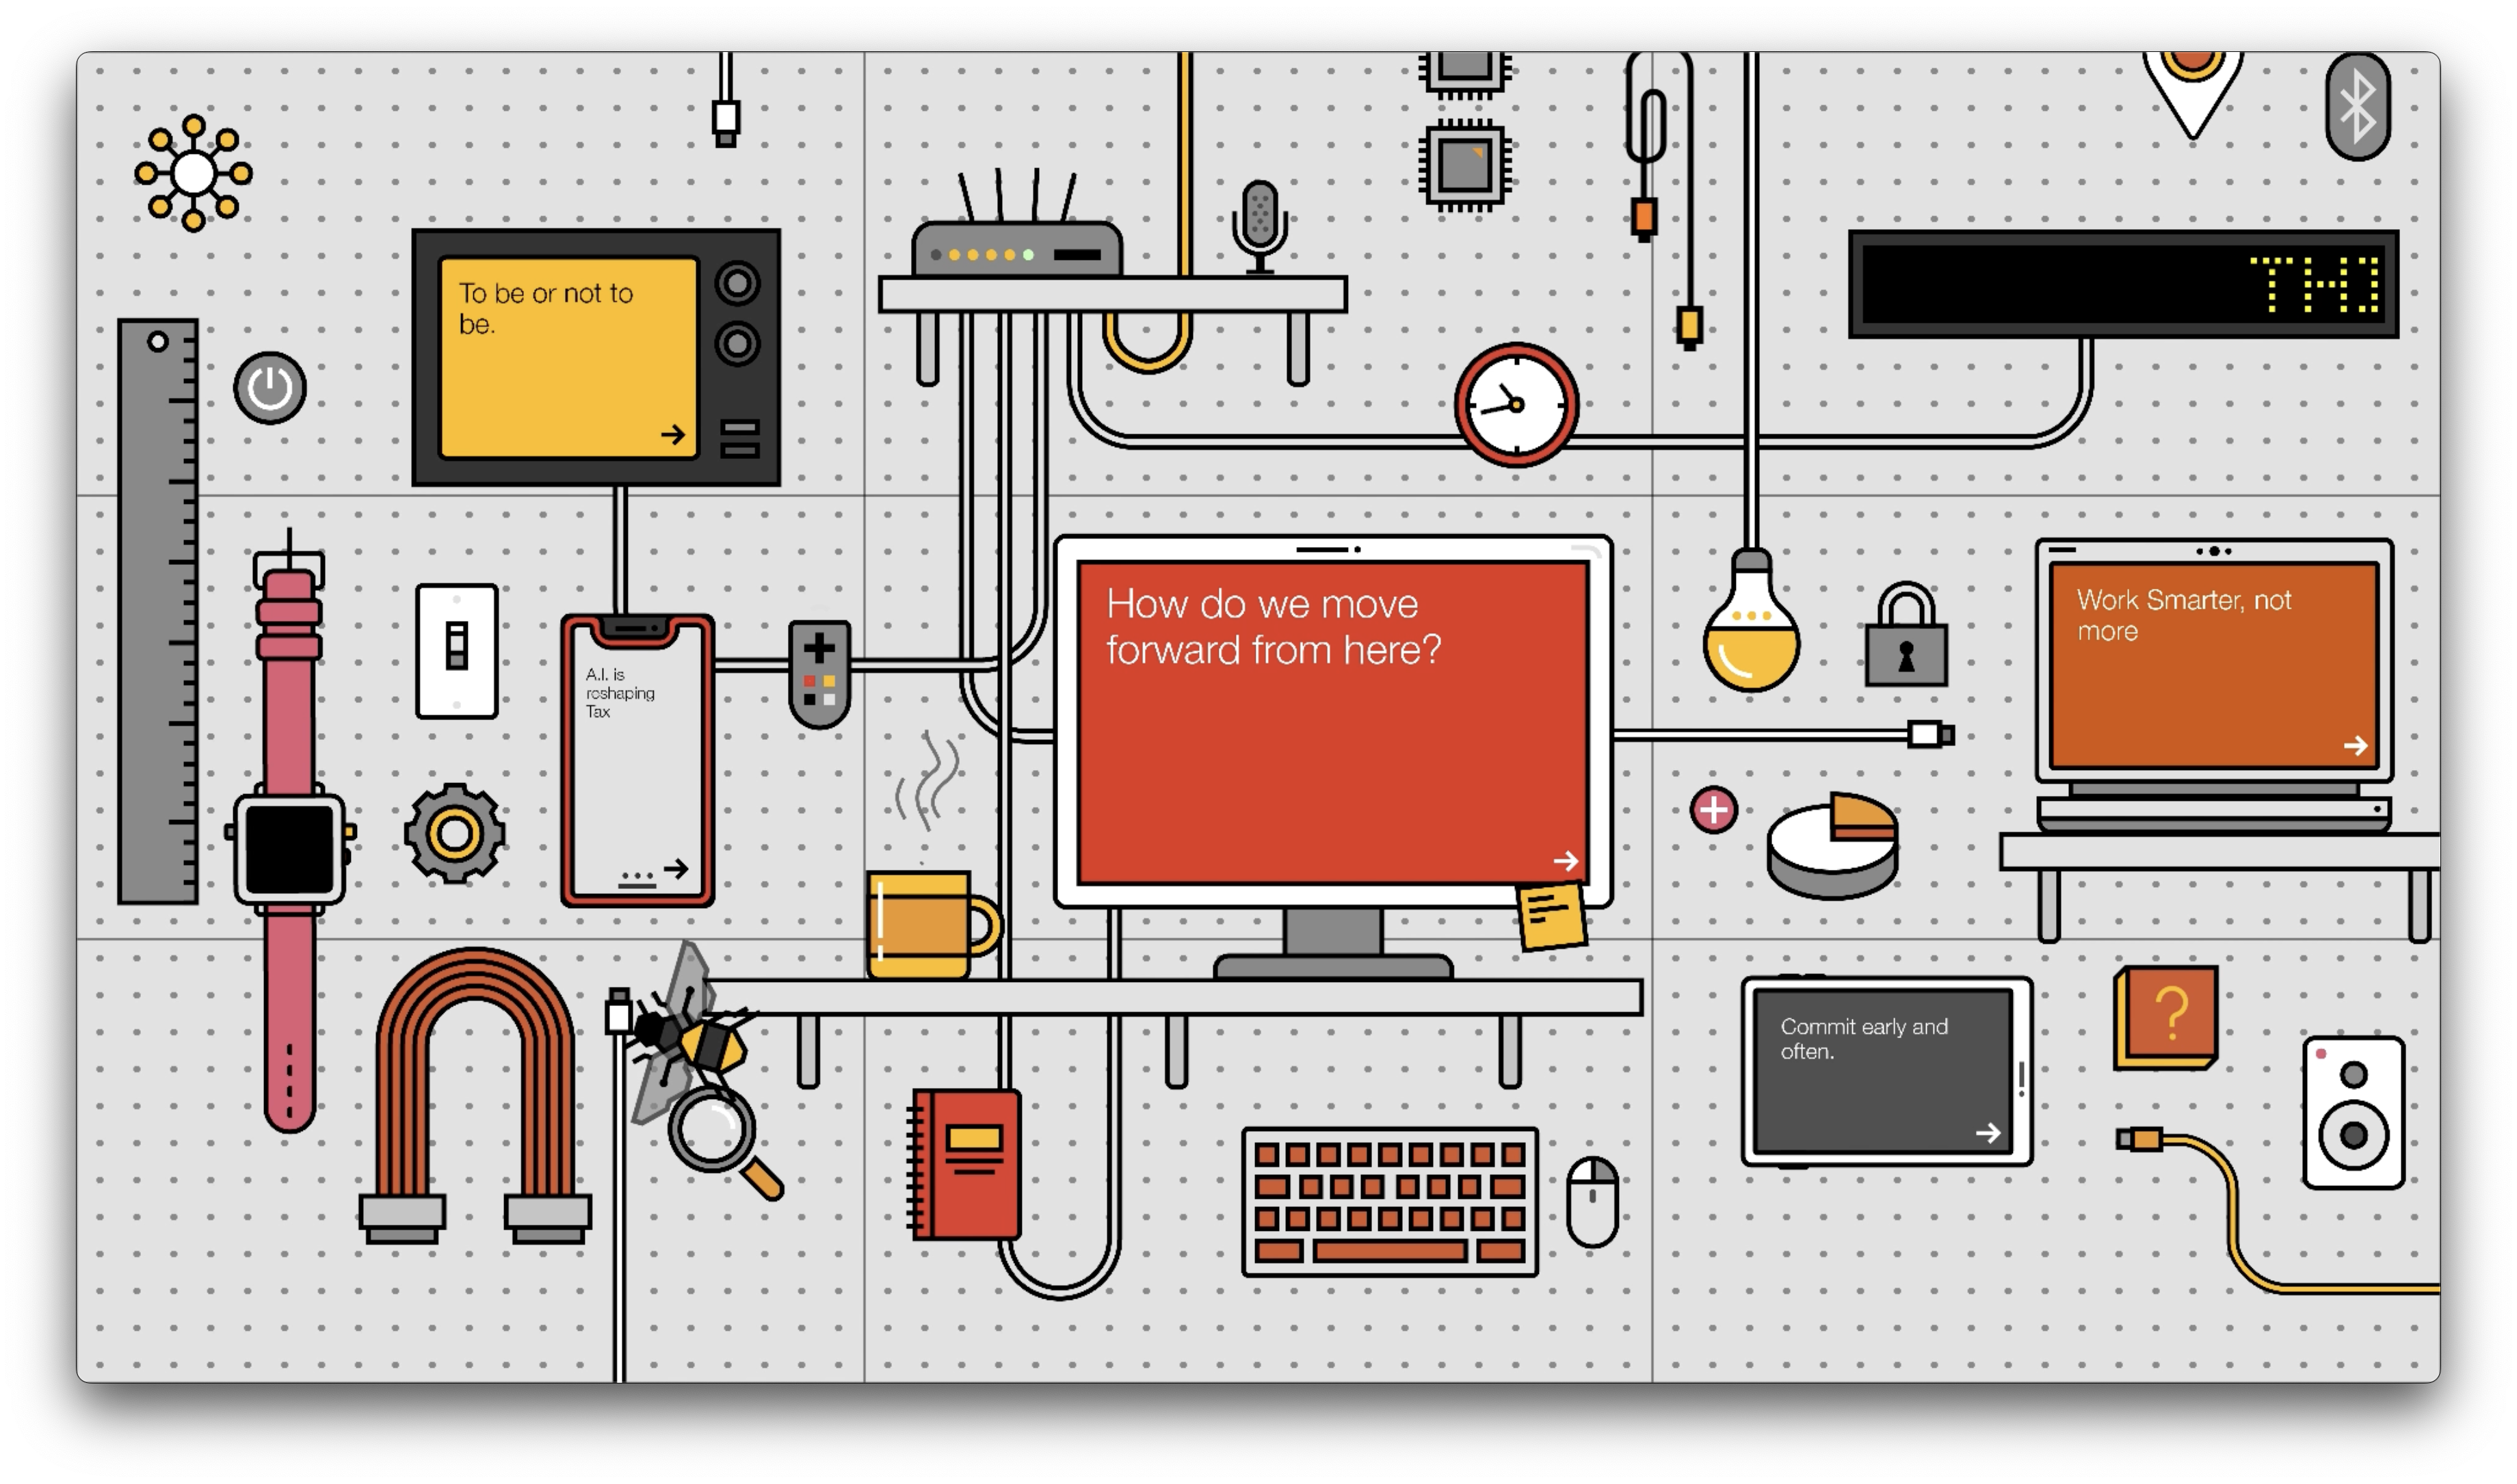 To be or not to
be.
TH
How do we move
forward from here?
Work Smarter, not
more
A.I. is
reshaping
Tax
Commit early and
often.
?